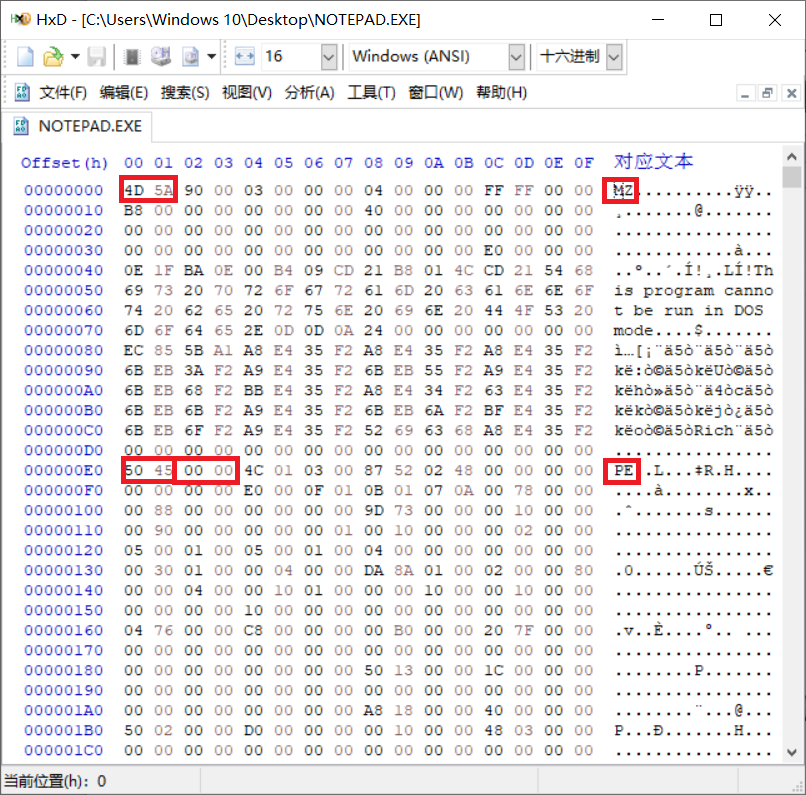 HxD - [C:\Users\Windows 10\Desktop\NOTEPAD.EXE]
16 Windows (ANSI) 十六进制
文件(F) 编辑(E) 搜索(S) 视图(V) 分析(A) 工具(T) 窗口(W) 帮助(H)
NOTEPAD.EXE
Offset(h) 00 01 02 03 04 05 06 07 08 09 0A 0B 0C 0D 0E 0F 对应文本
00000000 4D 5A 90 00 03 00 00 00 04 00 00 00 FF FF 00 00 MZ..........ÿÿ..
00000010 B8 00 00 00 00 00 00 00 40 00 00 00 00 00 00 00 ¸.......@.......
00000020 00 00 00 00 00 00 00 00 00 00 00 00 00 00 00 00 ................
00000030 00 00 00 00 00 00 00 00 00 00 00 00 E0 00 00 00 ............à...
00000040 0E 1F BA 0E 00 B4 09 CD 21 B8 01 4C CD 21 54 68 ..º..´.Í!¸.LÍ!Th
00000050 69 73 20 70 72 6F 67 72 61 6D 20 63 61 6E 6E 6F is program canno
00000060 74 20 62 65 20 72 75 6E 20 69 6E 20 44 4F 53 20 t be run in DOS
00000070 6D 6F 64 65 2E 0D 0D 0A 24 00 00 00 00 00 00 00 mode....$.......
00000080 EC 85 5B A1 A8 E4 35 F2 A8 E4 35 F2 A8 E4 35 F2 ì…[¡¨ä5ò¨ä5ò¨ä5ò
00000090 6B EB 3A F2 A9 E4 35 F2 6B EB 55 F2 A9 E4 35 F2 kë:ò©ä5òkëUò©ä5ò
000000A0 6B EB 68 F2 BB E4 35 F2 A8 E4 34 F2 63 E4 35 F2 këhò»ä5ò¨ä4òcä5ò
000000B0 6B EB 6B F2 A9 E4 35 F2 6B EB 6A F2 BF E4 35 F2 këkò©ä5òkëjò¿ä5ò
000000C0 6B EB 6F F2 A9 E4 35 F2 52 69 63 68 A8 E4 35 F2 këoò©ä5òRich¨ä5ò
000000D0 00 00 00 00 00 00 00 00 00 00 00 00 00 00 00 00 ................
000000E0 50 45 00 00 4C 01 03 00 87 52 02 48 00 00 00 00 PE..L...‡R.H....
000000F0 00 00 00 00 E0 00 0F 01 0B 01 07 0A 00 78 00 00 ....à........x..
00000100 00 88 00 00 00 00 00 00 9D 73 00 00 00 10 00 00 .ˆ.......s......
00000110 00 90 00 00 00 00 00 01 00 10 00 00 00 02 00 00 ................
00000120 05 00 01 00 05 00 01 00 04 00 00 00 00 00 00 00 ................
00000130 00 30 01 00 00 04 00 00 DA 8A 01 00 02 00 00 80 .0......ÚŠ.....€
00000140 00 00 04 00 00 10 01 00 00 00 10 00 00 10 00 00 ................
00000150 00 00 00 00 10 00 00 00 00 00 00 00 00 00 00 00 ................
00000160 04 76 00 00 C8 00 00 00 00 B0 00 00 20 7F 00 00 .v..È....°.. ...
00000170 00 00 00 00 00 00 00 00 00 00 00 00 00 00 00 00 ................
00000180 00 00 00 00 00 00 00 00 50 13 00 00 1C 00 00 00 ........P.......
00000190 00 00 00 00 00 00 00 00 00 00 00 00 00 00 00 00 ................
000001A0 00 00 00 00 00 00 00 00 A8 18 00 00 40 00 00 00 ........¨...@...
000001B0 50 02 00 00 D0 00 00 00 00 10 00 00 48 03 00 00 P...Ð.......H...
000001C0 00 00 00 00 00 00 00 00 00 00 00 00 00 00 00 00 ................
当前位置(h): 0